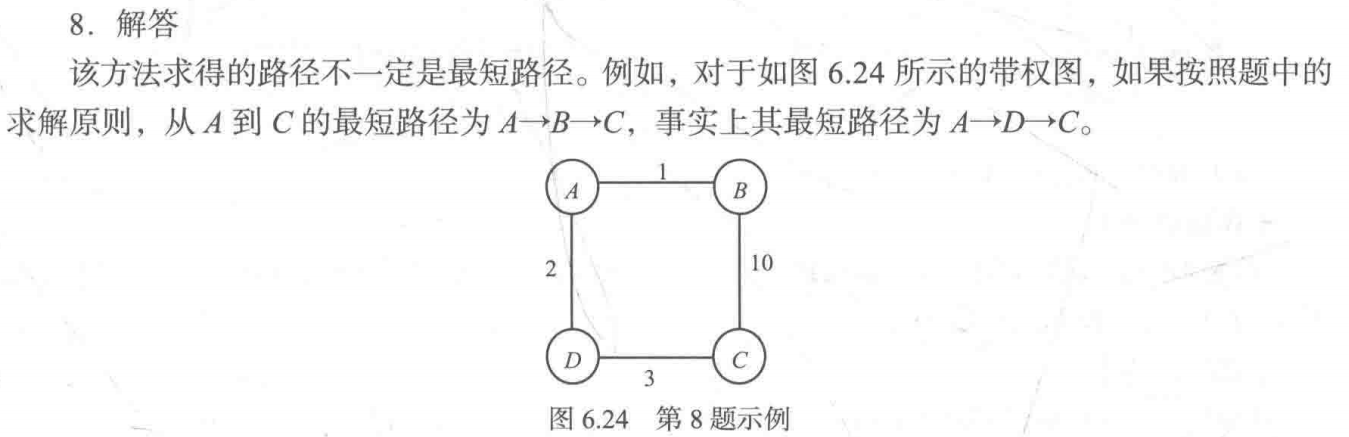 8．解答
该方法求得的路径不一定是最短路径。例如，对于如图 6.24 所示的带权图，如果按照题中的
求解原则，从 A 到 C 的最短路径为 A→B→C，事实上其最短路径为 A→D→C。
A
1
B
2
10
D
3
C
图 6.24 第 8 题示例